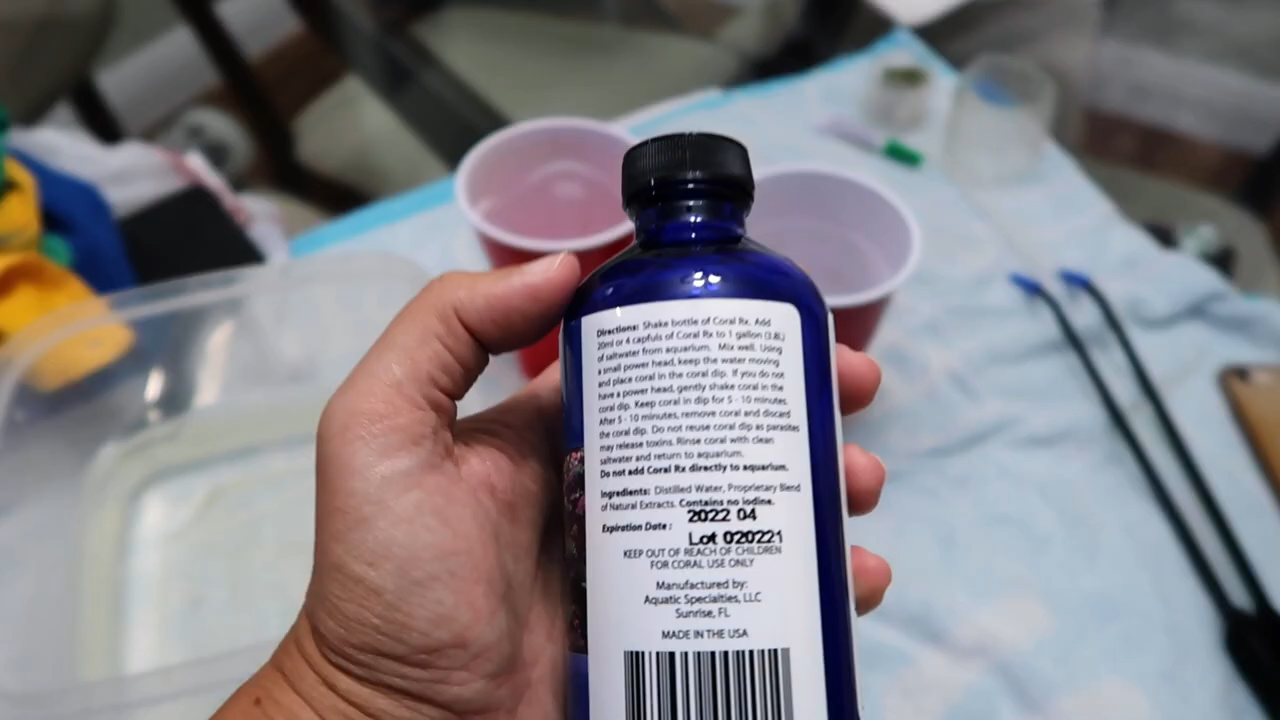 Directions: Shake bottle of Coral Rx. Add
20ml or 4 capfuls of Coral Rx to 1 gallon (3.8L)
of saltwater from aquarium. Mix well. Using
a small power head, keep the water moving
and place coral in the coral dip. If you do not
have a power head, gently shake coral in the
coral dip. Keep coral in dip for 5 - 10 minutes.
After 5 - 10 minutes, remove coral and discard
the coral dip. Do not reuse coral dip as parasites
may release toxins. Rinse coral with clean
saltwater and return to aquarium.
Do not add Coral Rx directly to aquarium.
Ingredients: Distilled Water, Proprietary Blend
of Natural Extracts. Contains no iodine.
Expiration Date : 2022 04
Lot 020221
KEEP OUT OF REACH OF CHILDREN
FOR CORAL USE ONLY
Manufactured by:
Aquatic Specialties, LLC
Sunrise, FL
MADE IN THE USA